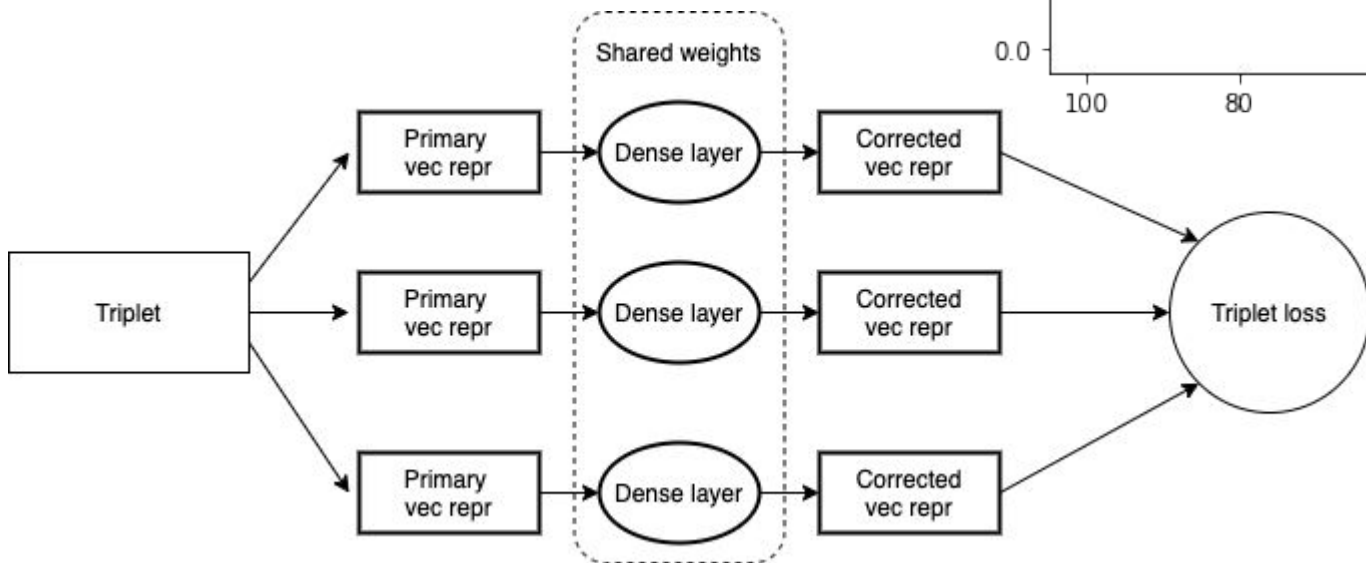 0.0
100
80
Shared weights
Primary
vec repr
Dense layer
Corrected
vec repr
Triplet
Primary
vec repr
Dense layer
Corrected
vec repr
Triplet loss
Primary
vec repr
Dense layer
Corrected
vec repr